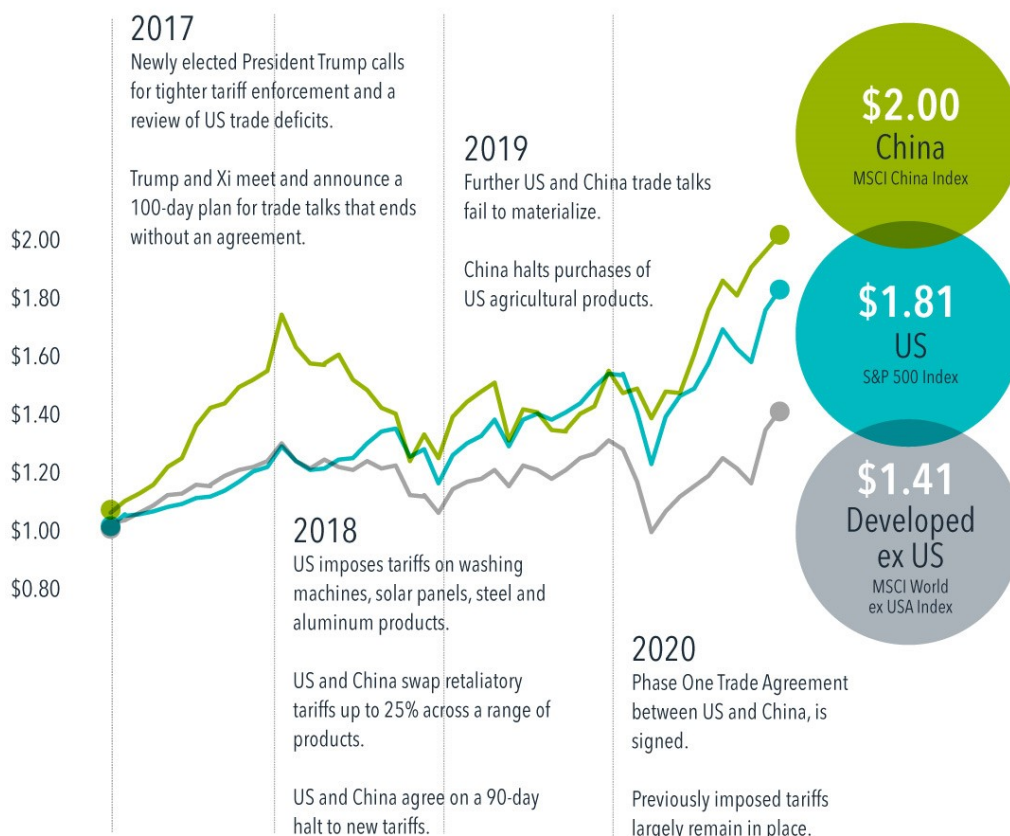 2017
Newly elected President Trump calls
for tighter tariff enforcement and a
review of US trade deficits.
Trump and Xi meet and announce a
100-day plan for trade talks that ends
without an agreement.
2019
Further US and China trade talks
fail to materialize.
China halts purchases of
US agricultural products.
$2.00
China
MSCI China Index
$1.81
US
S&P 500 Index
$1.41
Developed
ex US
MSCI World
ex USA Index
$2.00
$1.80
$1.60
$1.40
$1.20
$1.00
$0.80
2018
US imposes tariffs on washing
machines, solar panels, steel and
aluminum products.
US and China swap retaliatory
tariffs up to 25% across a range of
products.
US and China agree on a 90-day
halt to new tariffs.
2020
Phase One Trade Agreement
between US and China, is
signed.
Previously imposed tariffs
largely remain in place.